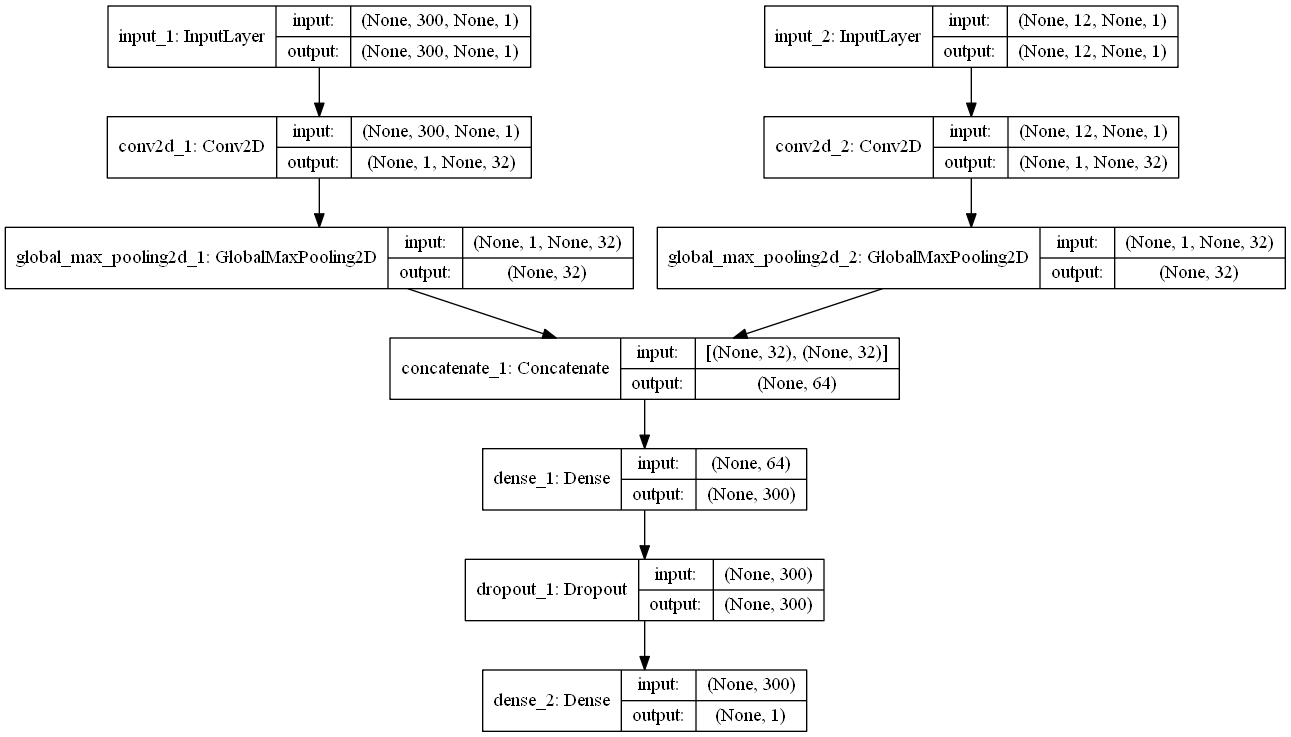 input_1: InputLayer
input: (None, 300, None, 1)
output: (None, 300, None, 1)
input_2: InputLayer
input: (None, 12, None, 1)
output: (None, 12, None, 1)
conv2d_1: Conv2D
input: (None, 300, None, 1)
output: (None, 1, None, 32)
conv2d_2: Conv2D
input: (None, 12, None, 1)
output: (None, 1, None, 32)
global_max_pooling2d_1: GlobalMaxPooling2D
input: (None, 1, None, 32)
output: (None, 32)
global_max_pooling2d_2: GlobalMaxPooling2D
input: (None, 1, None, 32)
output: (None, 32)
concatenate_1: Concatenate
input: [(None, 32), (None, 32)]
output: (None, 64)
dense_1: Dense
input: (None, 64)
output: (None, 300)
dropout_1: Dropout
input: (None, 300)
output: (None, 300)
dense_2: Dense
input: (None, 300)
output: (None, 1)